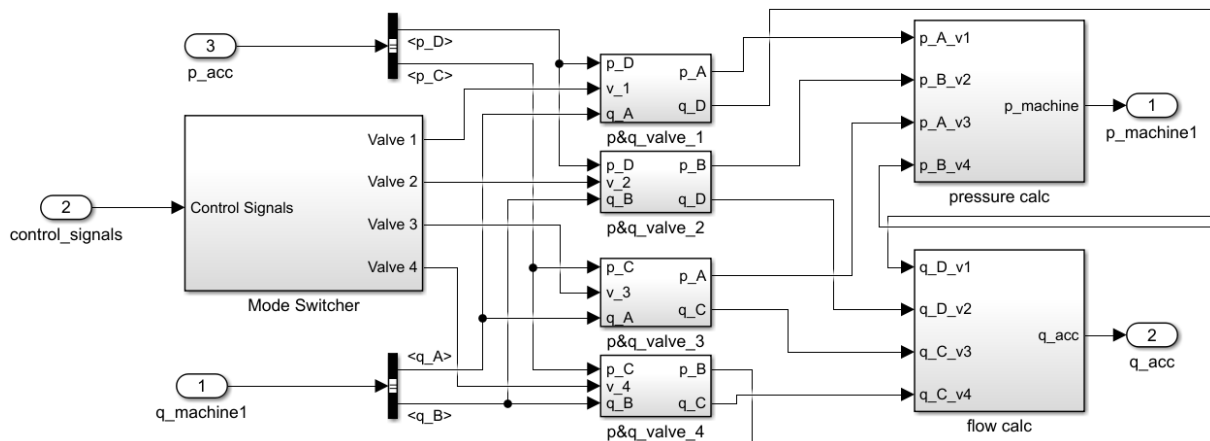 3
p_acc
<p_D>
<p_C>
Control Signals
Valve 1
Valve 2
Valve 3
Valve 4
Mode Switcher
2
control_signals
1
q_machine1
<q_A>
<q_B>
p_D
v_1
q_A
p_A
q_D
p&q_valve_1
p_D
v_2
q_B
p_B
q_D
p&q_valve_2
p_C
v_3
q_A
p_A
q_C
p&q_valve_3
p_C
v_4
q_B
p_B
q_C
p&q_valve_4
p_A_v1
p_B_v2
p_A_v3
p_B_v4
p_machine
pressure calc
1
p_machine1
q_D_v1
q_D_v2
q_C_v3
q_C_v4
q_acc
flow calc
2
q_acc